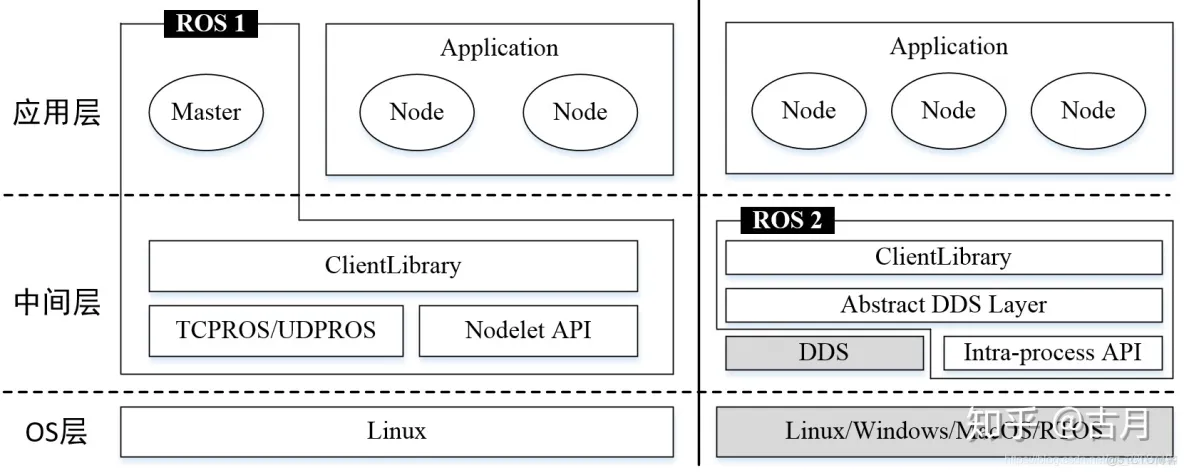 ROS 1
Application
Application
应用层
Master
Node
Node
Node
Node
Node
ROS 2
ClientLibrary
ClientLibrary
中间层
Abstract DDS Layer
TCPROS/UDPROS
Nodelet API
DDS
Intra-process API
OS层
Linux
Linux/Windows/MacOS/RTOS
知乎 @古月